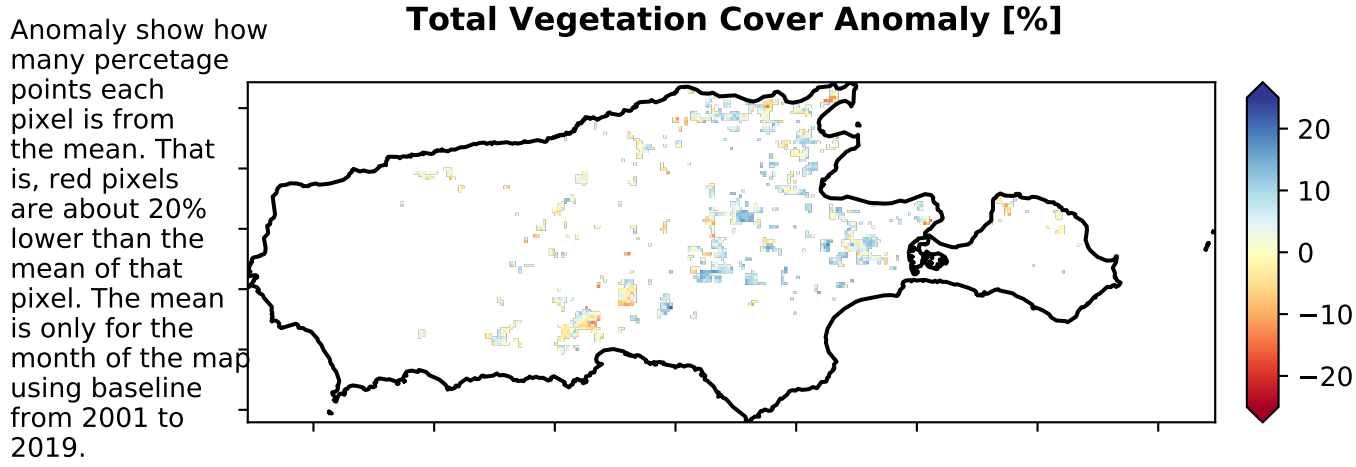 Total Vegetation Cover Anomaly [%]
Anomaly show how
many percetage
points each
pixel is from
the mean. That
is, red pixels
are about 20%
lower than the
mean of that
pixel. The mean
is only for the
month of the map
using baseline
from 2001 to
2019.
20
10
0
−10
−20